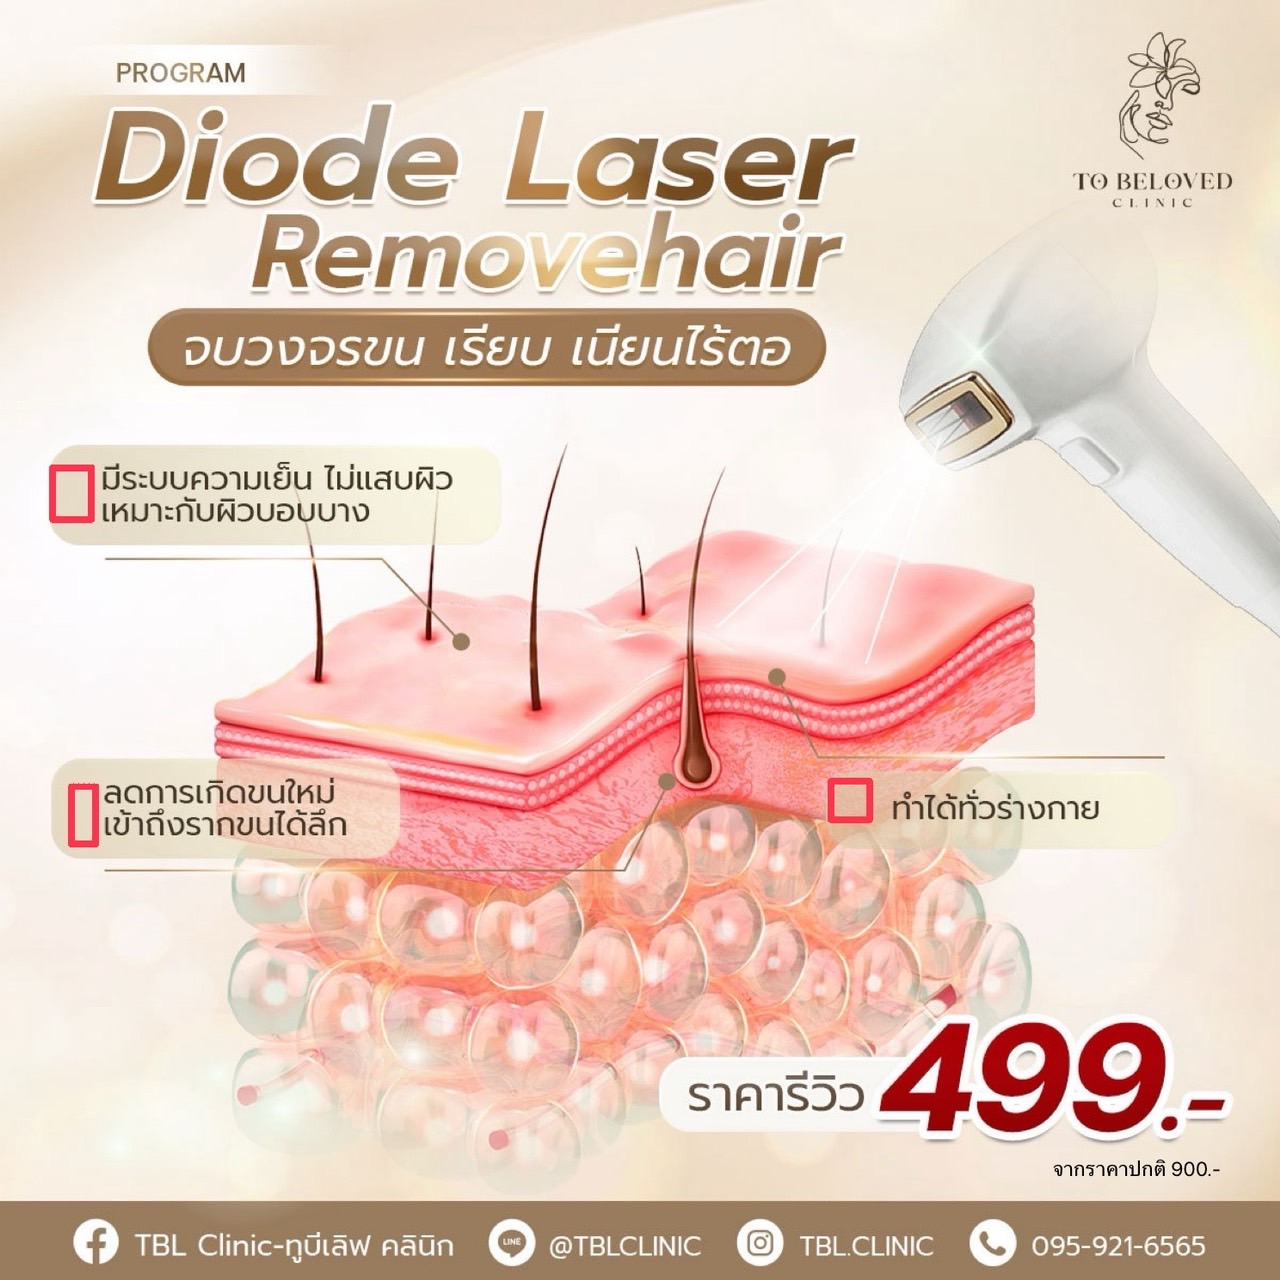 PROGRAM
TO BELOVED
CLINIC
Diode Laser
Removehair
จบวงจรขน เรียบ เนียนไร้ตอ
มีระบบความเย็น ไม่แสบผิว
เหมาะกับผิวบอบบาง
ลดการเกิดขนใหม่
เข้าถึงรากขนได้ลึก
ทำได้ทั่วร่างกาย
ราคารีวิว 499.-
จากราคาปกติ 900.-
TBL Clinic-ทูบีเลิฟ คลินิก LINE @TBLCLINIC TBL.CLINIC 095-921-6565